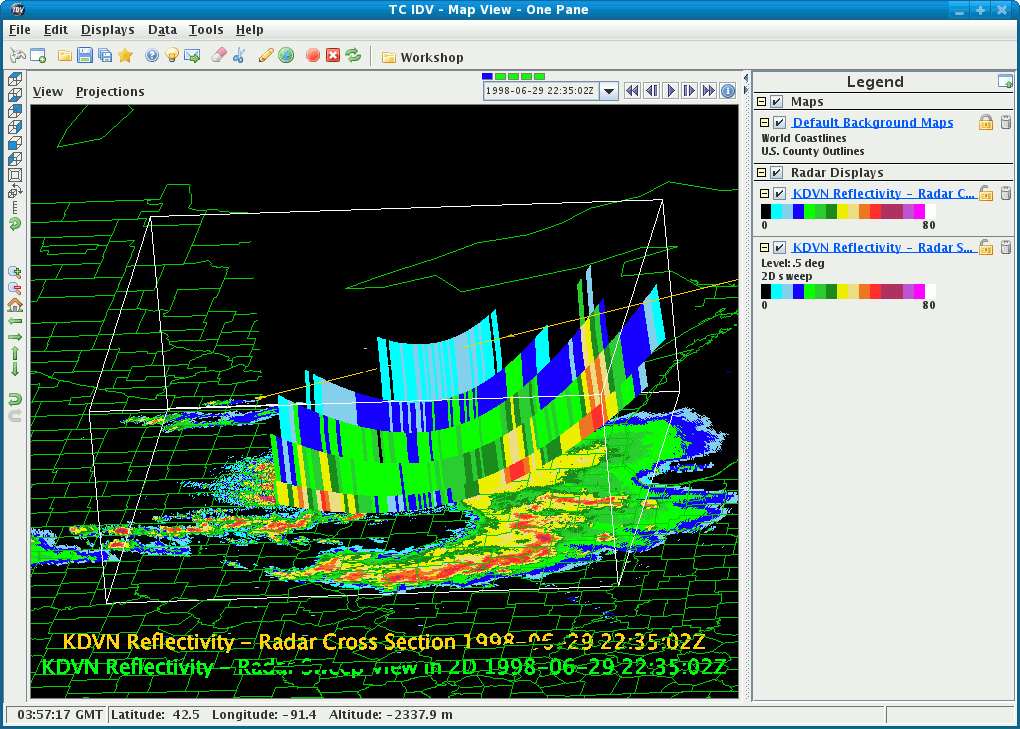 TC IDV - Map View - One Pane
File Edit Displays Data Tools Help
Workshop
View Projections
1998-06-29 22:35:02Z
Legend
Maps
Default Background Maps
World Coastlines
U.S. County Outlines
Radar Displays
KDVN Reflectivity - Radar C...
0 80
KDVN Reflectivity - Radar S...
Level: .5 deg
2D sweep
0 80
KDVN Reflectivity - Radar Cross Section 1998-06-29 22:35:02Z
KDVN Reflectivity - Radar Sweep View in 2D 1998-06-29 22:35:02Z
03:57:17 GMT Latitude: 42.5 Longitude: -91.4 Altitude: -2337.9 m